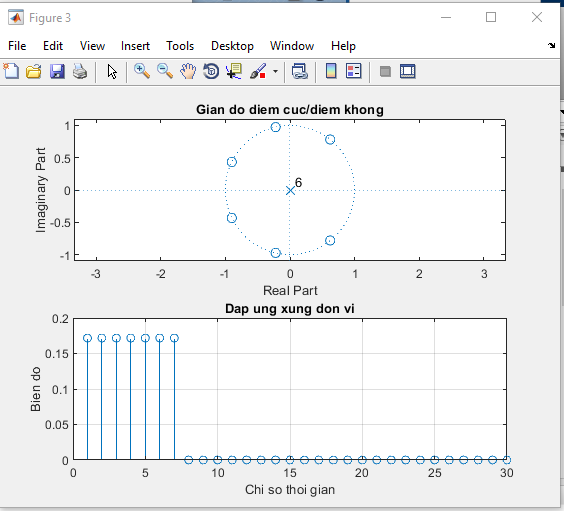 Figure 3
File Edit View Insert Tools Desktop Window Help
Gian do diem cuc/diem khong
1
0.5
0
-0.5
-1
Imaginary Part
6
-3 -2 -1 0 1 2 3
Real Part
Dap ung xung don vi
0.2
0.15
0.1
0.05
0
Bien do
0 5 10 15 20 25 30
Chi so thoi gian